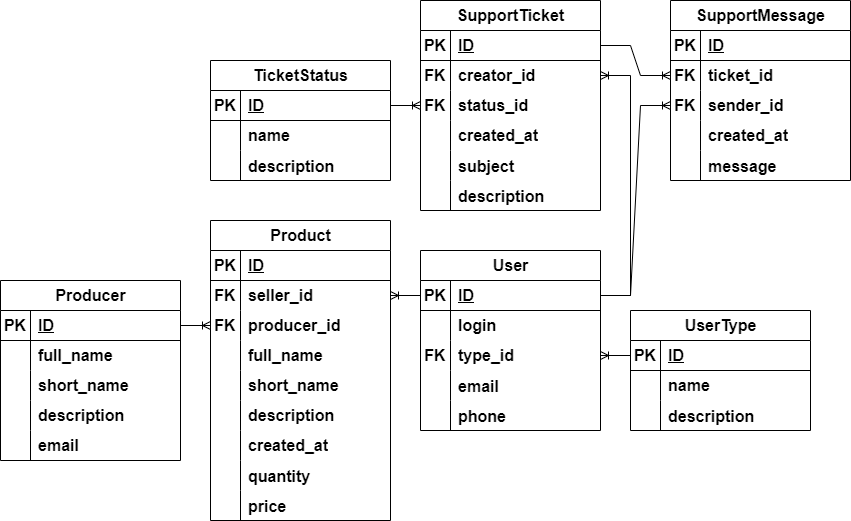 SupportTicket
PK ID
FK creator_id
FK status_id
created_at
subject
description
SupportMessage
PK ID
FK ticket_id
FK sender_id
created_at
message
TicketStatus
PK ID
name
description
Product
PK ID
FK seller_id
FK producer_id
full_name
short_name
description
created_at
quantity
price
User
PK ID
login
FK type_id
email
phone
Producer
PK ID
full_name
short_name
description
email
UserType
PK ID
name
description